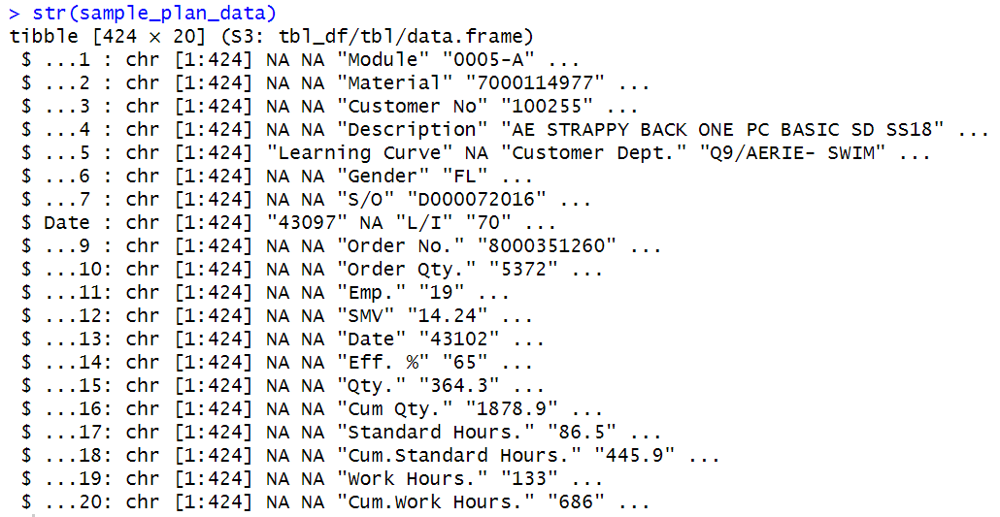 > str(sample_plan_data)
tibble [424 × 20] (S3: tbl_df/tbl/data.frame)
 $ ...1 : chr [1:424] NA NA "Module" "0005-A" ...
 $ ...2 : chr [1:424] NA NA "Material" "7000114977" ...
 $ ...3 : chr [1:424] NA NA "Customer No" "100255" ...
 $ ...4 : chr [1:424] NA NA "Description" "AE STRAPPY BACK ONE PC BASIC SD SS18" ...
 $ ...5 : chr [1:424] "Learning Curve" NA "Customer Dept." "Q9/AERIE- SWIM" ...
 $ ...6 : chr [1:424] NA NA "Gender" "FL" ...
 $ ...7 : chr [1:424] NA NA "S/O" "D000072016" ...
 $ Date : chr [1:424] "43097" NA "L/I" "70" ...
 $ ...9 : chr [1:424] NA NA "Order No." "8000351260" ...
 $ ...10: chr [1:424] NA NA "Order Qty." "5372" ...
 $ ...11: chr [1:424] NA NA "Emp." "19" ...
 $ ...12: chr [1:424] NA NA "SMV" "14.24" ...
 $ ...13: chr [1:424] NA NA "Date" "43102" ...
 $ ...14: chr [1:424] NA NA "Eff. %" "65" ...
 $ ...15: chr [1:424] NA NA "Qty." "364.3" ...
 $ ...16: chr [1:424] NA NA "Cum Qty." "1878.9" ...
 $ ...17: chr [1:424] NA NA "Standard Hours." "86.5" ...
 $ ...18: chr [1:424] NA NA "Cum.Standard Hours." "445.9" ...
 $ ...19: chr [1:424] NA NA "Work Hours." "133" ...
 $ ...20: chr [1:424] NA NA "Cum.Work Hours." "686" ...